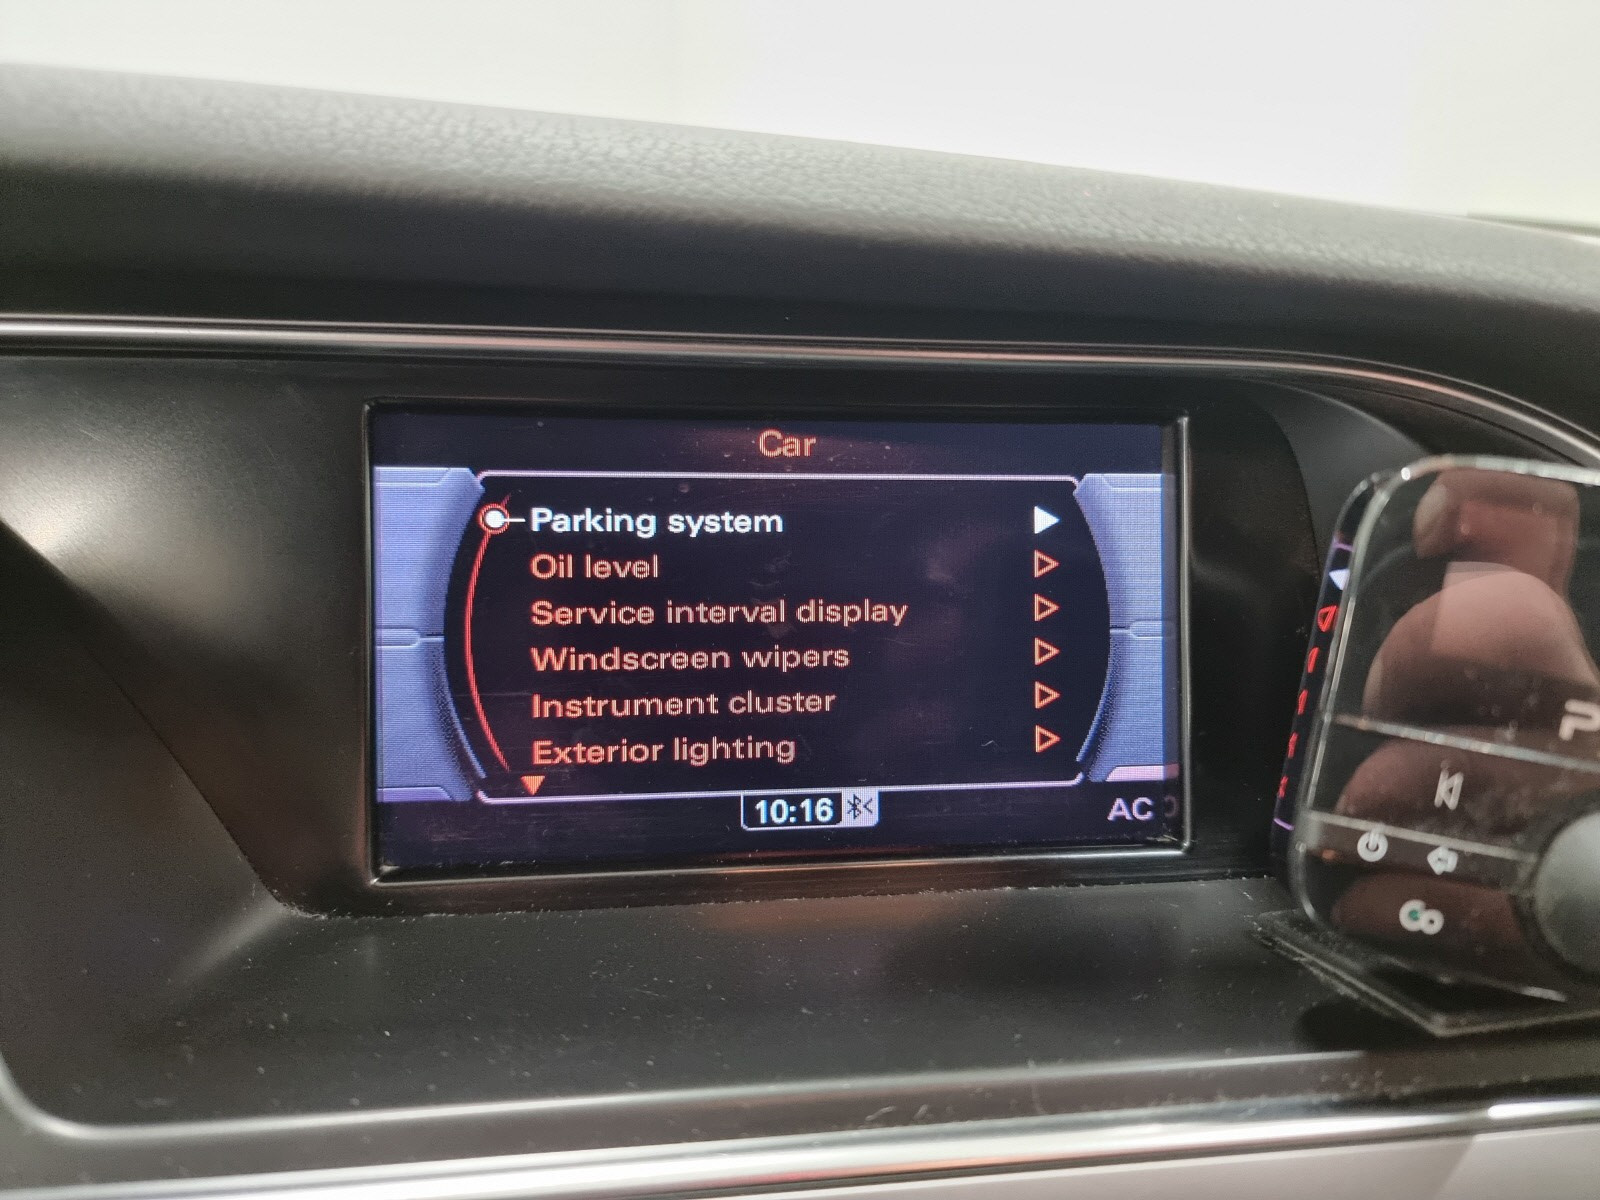 Car
Parking system
Oil level
Service interval display
Windscreen wipers
Instrument cluster
Exterior lighting
10:16
AC
P